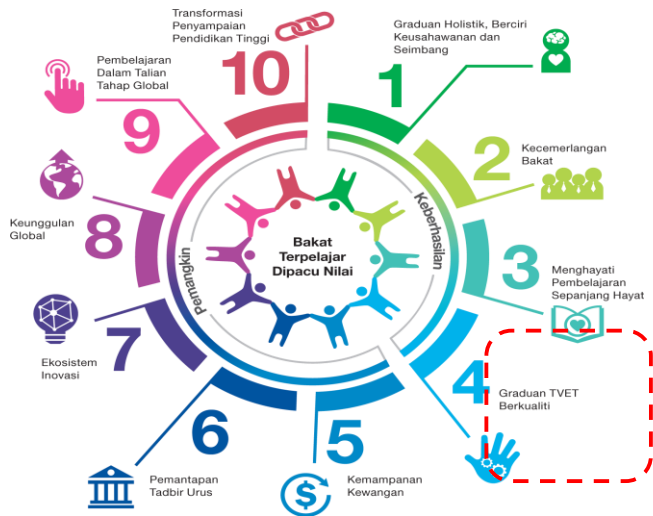 1
Graduan Holistik, Berciri
Keusahawanan dan
Seimbang
2
Kecemerlangan
Bakat
3
Menghayati
Pembelajaran
Sepanjang Hayat
4
Graduan TVET
Berkualiti
5
Kemampanan
Kewangan
6
Pemantapan
Tadbir Urus
7
Ekosistem
Inovasi
8
Keunggulan
Global
9
Pembelajaran
Dalam Talian
Tahap Global
10
Transformasi
Penyampaian
Pendidikan Tinggi
Pemangkin
Keberhasilan
Bakat
Terpelajar
Dipacu Nilai
$